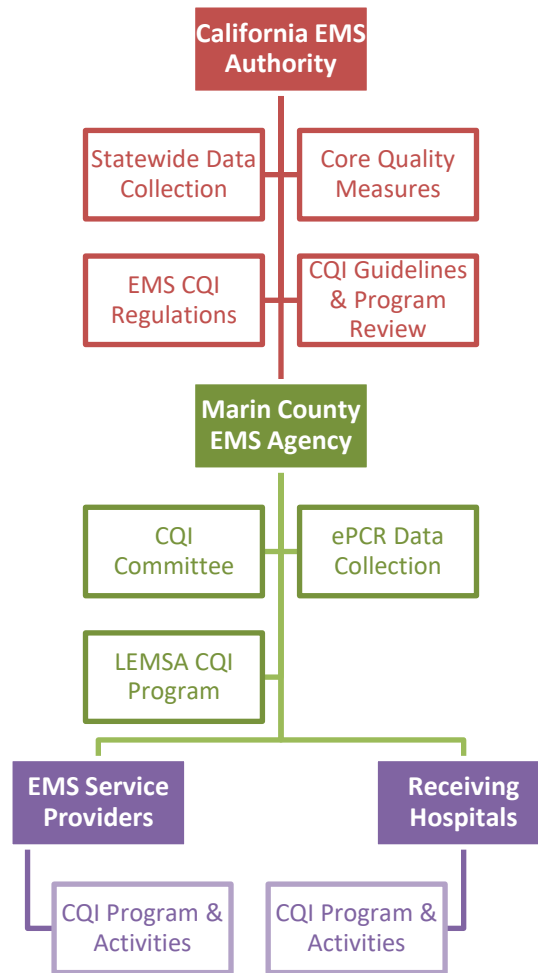 California EMS
Authority
Statewide Data
Collection
Core Quality
Measures
EMS CQI
Regulations
CQI Guidelines
& Program
Review
Marin County
EMS Agency
CQI
Committee
ePCR Data
Collection
LEMSA CQI
Program
EMS Service
Providers
Receiving
Hospitals
CQI Program &
Activities
CQI Program &
Activities